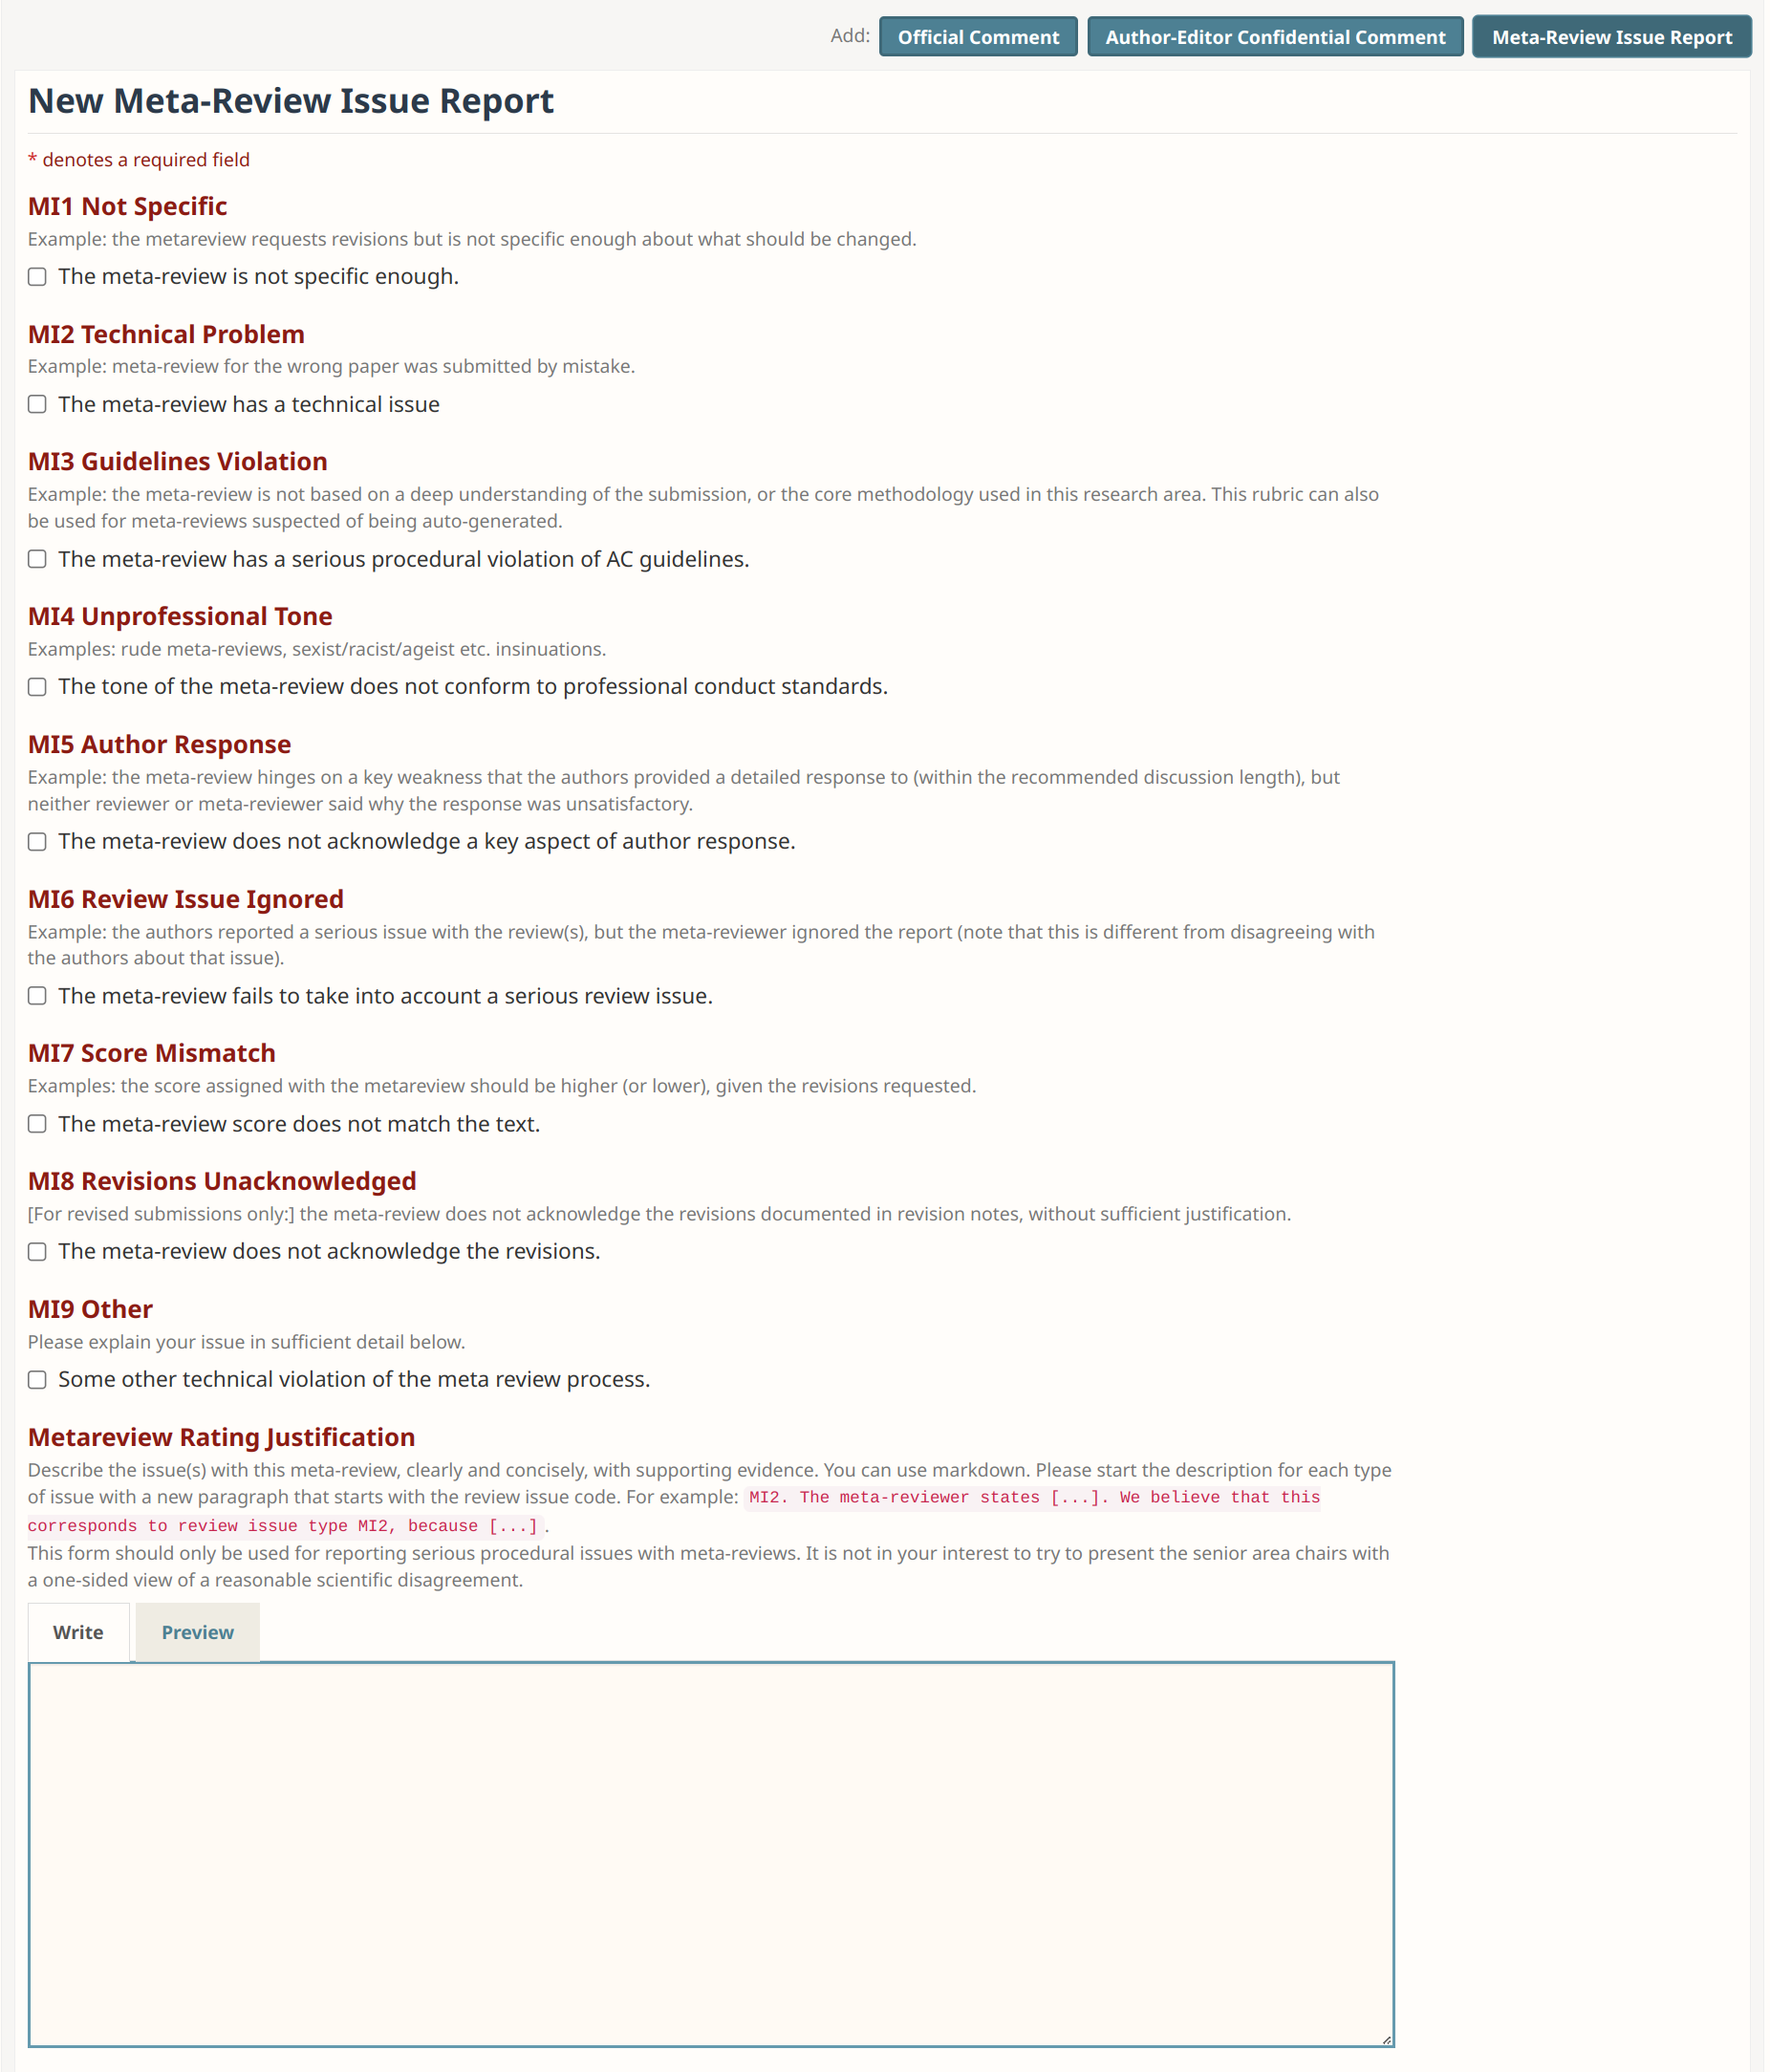 Add: Official Comment Author-Editor Confidential Comment Meta-Review Issue Report
New Meta-Review Issue Report
* denotes a required field
MI1 Not Specific
Example: the metareview requests revisions but is not specific enough about what should be changed.
The meta-review is not specific enough.
MI2 Technical Problem
Example: meta-review for the wrong paper was submitted by mistake.
The meta-review has a technical issue
MI3 Guidelines Violation
Example: the meta-review is not based on a deep understanding of the submission, or the core methodology used in this research area. This rubric can also
be used for meta-reviews suspected of being auto-generated.
The meta-review has a serious procedural violation of AC guidelines.
MI4 Unprofessional Tone
Examples: rude meta-reviews, sexist/racist/ageist etc. insinuations.
The tone of the meta-review does not conform to professional conduct standards.
MI5 Author Response
Example: the meta-review hinges on a key weakness that the authors provided a detailed response to (within the recommended discussion length), but
neither reviewer or meta-reviewer said why the response was unsatisfactory.
The meta-review does not acknowledge a key aspect of author response.
MI6 Review Issue Ignored
Example: the authors reported a serious issue with the review(s), but the meta-reviewer ignored the report (note that this is different from disagreeing with
the authors about that issue).
The meta-review fails to take into account a serious review issue.
MI7 Score Mismatch
Examples: the score assigned with the metareview should be higher (or lower), given the revisions requested.
The meta-review score does not match the text.
MI8 Revisions Unacknowledged
[For revised submissions only:] the meta-review does not acknowledge the revisions documented in revision notes, without sufficient justification.
The meta-review does not acknowledge the revisions.
MI9 Other
Please explain your issue in sufficient detail below.
Some other technical violation of the meta review process.
Metareview Rating Justification
Describe the issue(s) with this meta-review, clearly and concisely, with supporting evidence. You can use markdown. Please start the description for each type
of issue with a new paragraph that starts with the review issue code. For example: MI2. The meta-reviewer states [...]. We believe that this
corresponds to review issue type MI2, because [...].
This form should only be used for reporting serious procedural issues with meta-reviews. It is not in your interest to try to present the senior area chairs with
a one-sided view of a reasonable scientific disagreement.
Write Preview